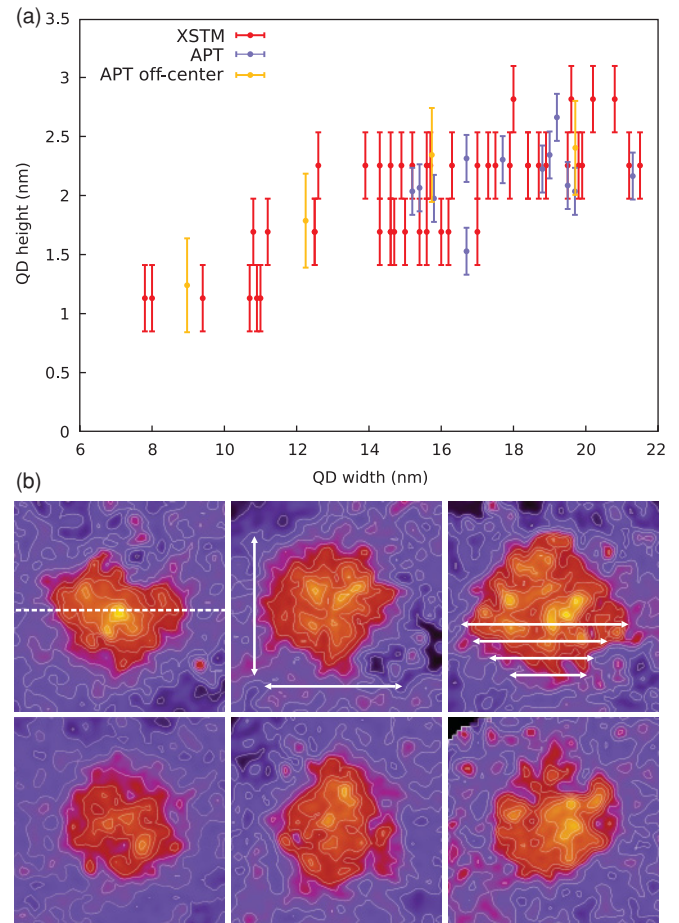 (a)
XSTM
APT
APT off-center
3.5
3
2.5
2
1.5
1
0.5
0
QD height (nm)
6 8 10 12 14 16 18 20 22
QD width (nm)
(b)